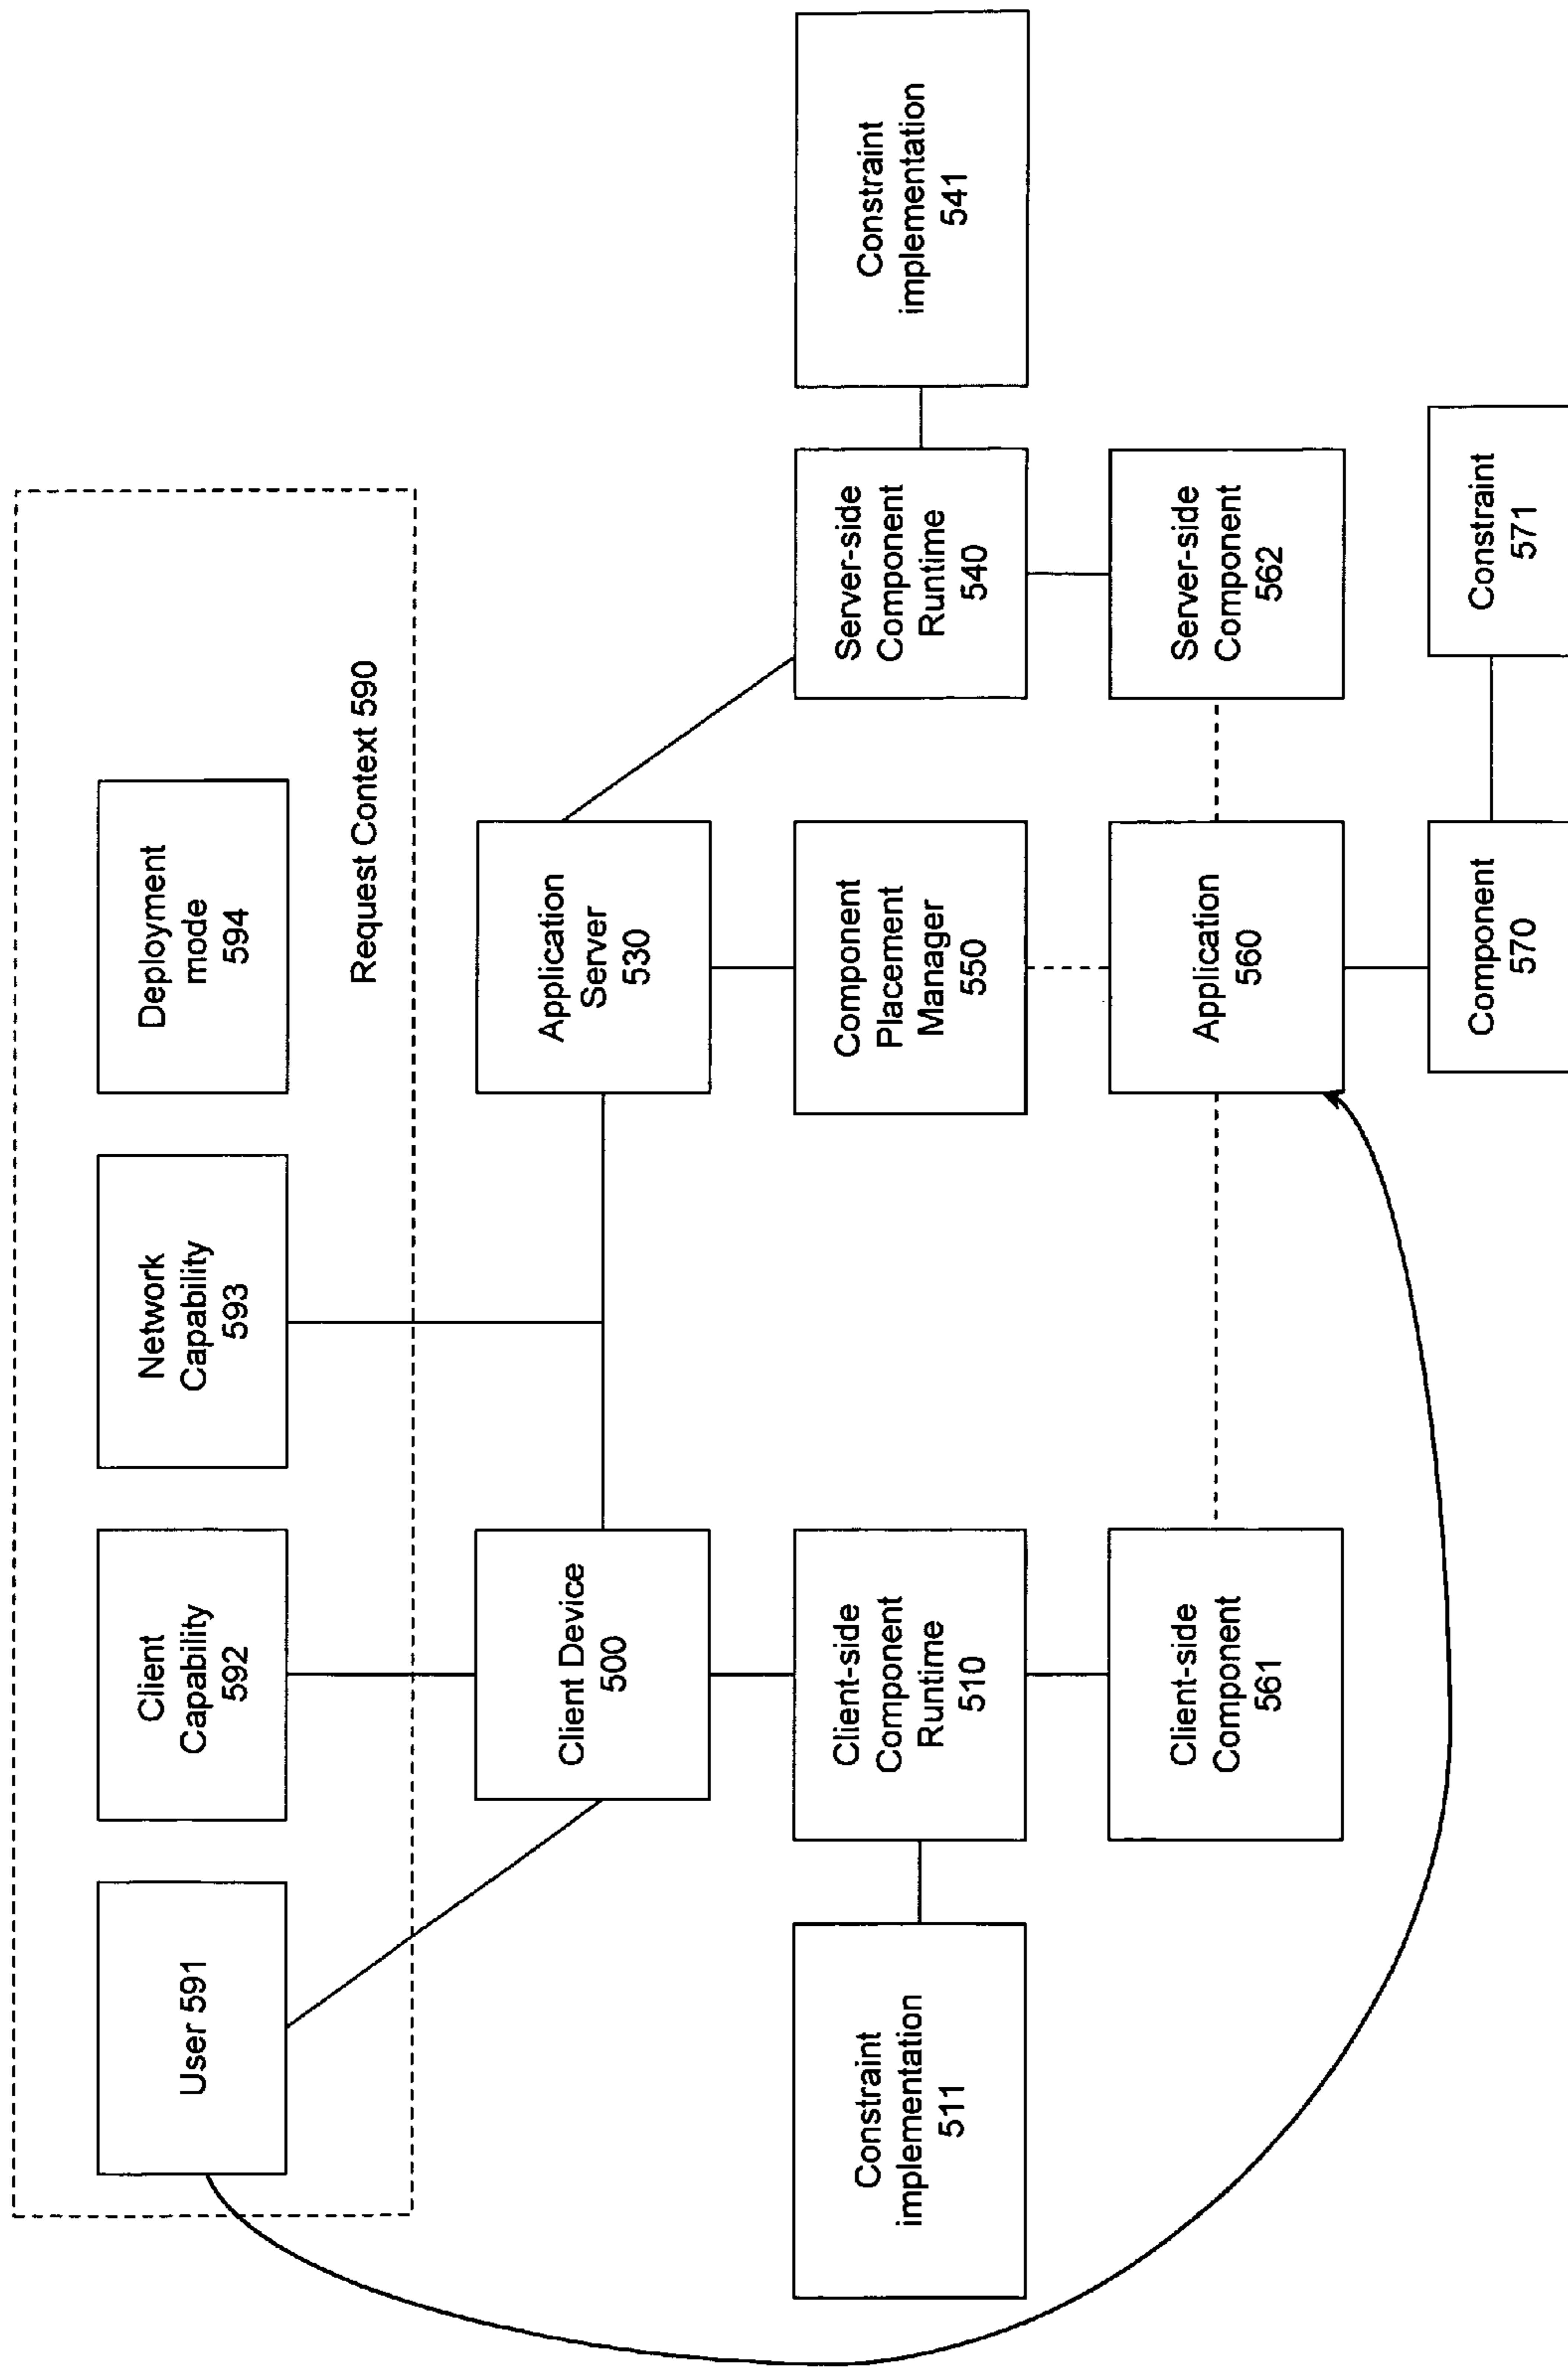 User 591
Client
Capability
592
Network
Capability
593
Deployment
mode
594
Request Context 590
Client Device
500
Application
Server
530
Constraint
implementation
511
Client-side
Component
Runtime
510
Component
Placement
Manager
550
Server-side
Component
Runtime
540
Constraint
implementation
541
Client-side
Component
561
Application
560
Server-side
Component
562
Component
570
Constraint
571